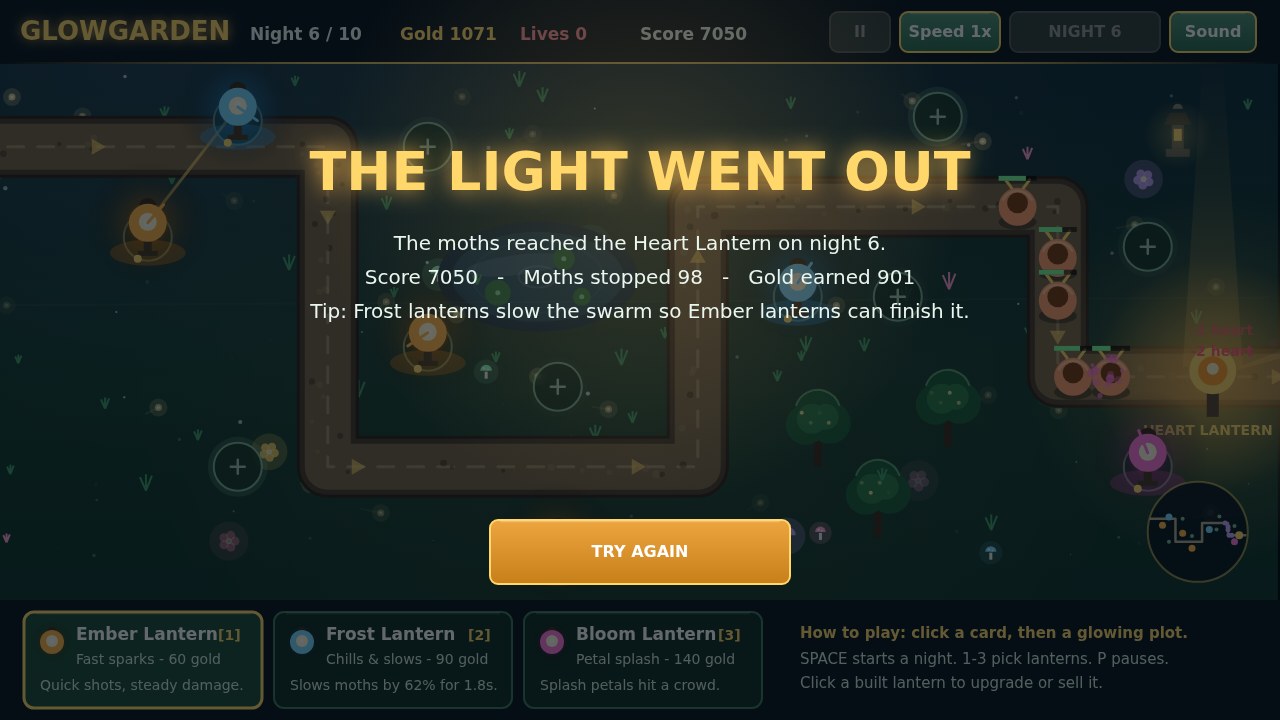 GLOWGARDEN
Night 6 / 10
Gold 1071
Lives 0
Score 7050
II
Speed 1x
NIGHT 6
Sound
THE LIGHT WENT OUT
The moths reached the Heart Lantern on night 6.
Score 7050 - Moths stopped 98 - Gold earned 901
Tip: Frost lanterns slow the swarm so Ember lanterns can finish it.
HEART LANTERN
TRY AGAIN
Ember Lantern [1]
Fast sparks - 60 gold
Quick shots, steady damage.
Frost Lantern [2]
Chills & slows - 90 gold
Slows moths by 62% for 1.8s.
Bloom Lantern [3]
Petal splash - 140 gold
Splash petals hit a crowd.
How to play: click a card, then a glowing plot.
SPACE starts a night. 1-3 pick lanterns. P pauses.
Click a built lantern to upgrade or sell it.